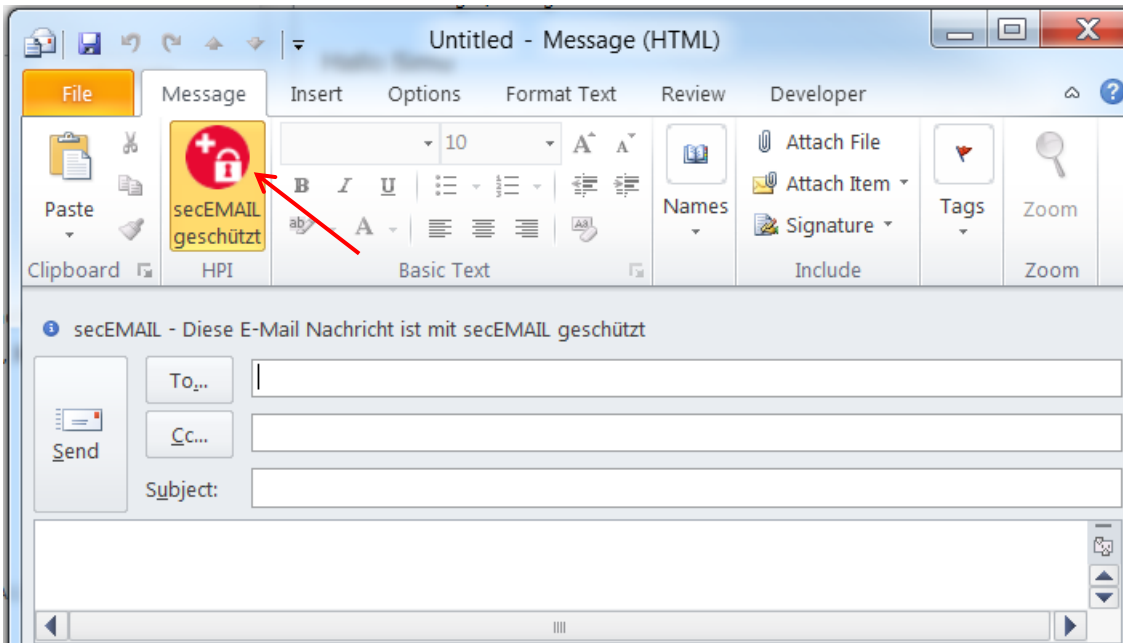 Untitled - Message (HTML)
File Message Insert Options Format Text Review Developer
10
A A
Attach File
B I U
Attach Item
Paste
secEMAIL
geschützt
Names
Tags
Zoom
ab A Aa
Signature
Clipboard HPI Basic Text Include Zoom
secEMAIL - Diese E-Mail Nachricht ist mit secEMAIL geschützt
To...
Cc...
Send
Subject: